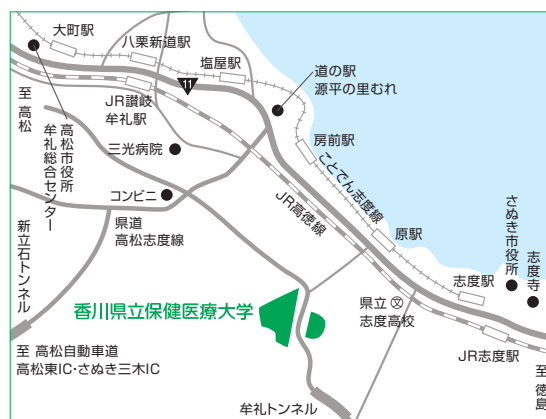 大町駅
八栗新道駅
塩屋駅
道の駅
源平の里むれ
11
JR讃岐
牟礼駅
至 高松
高松市役所
牟礼総合センター
三光病院
房前駅
ことでん志度線
コンビニ
県道
高松志度線
JR高徳線
原駅
さぬき市役所
志度寺
新立石トンネル
志度駅
香川県立保健医療大学
県立 文
志度高校
JR志度駅
至 高松自動車道
高松東IC・さぬき三木IC
至 徳島
牟礼トンネル